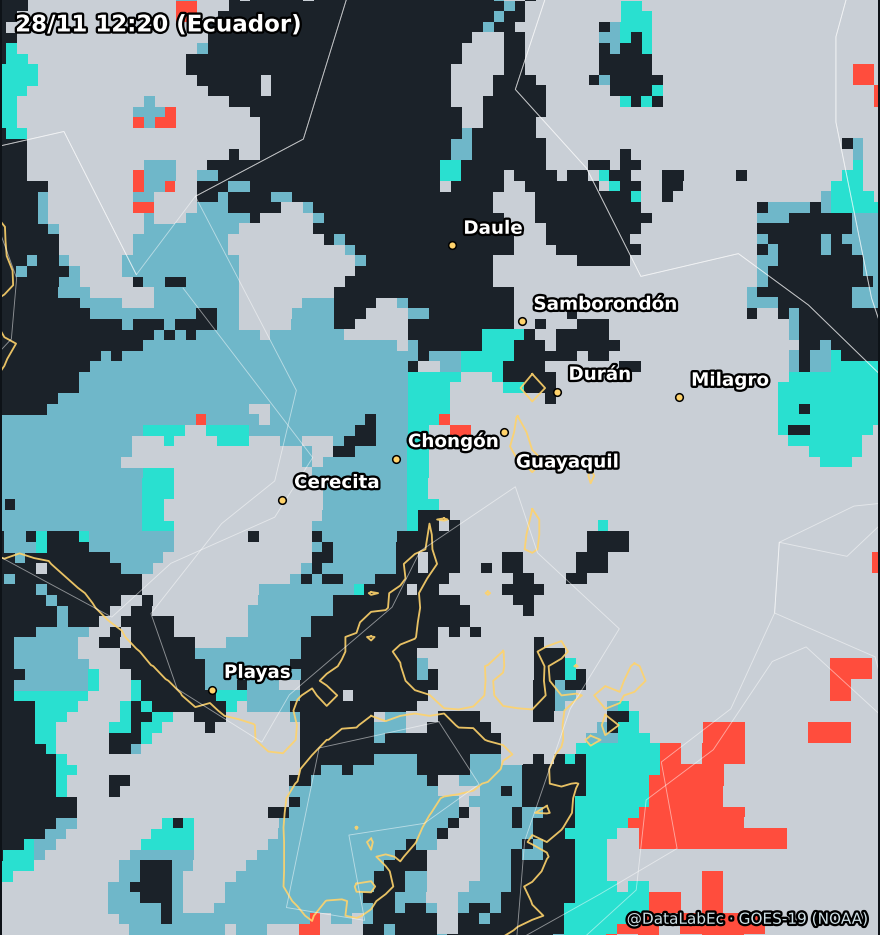 28/11 12:20 (Ecuador)
Daule
Samborondón
Durán
Milagro
Chongón
Guayaquil
Cerecita
Playas
@DataLabEc · GOES-19 (NOAA)